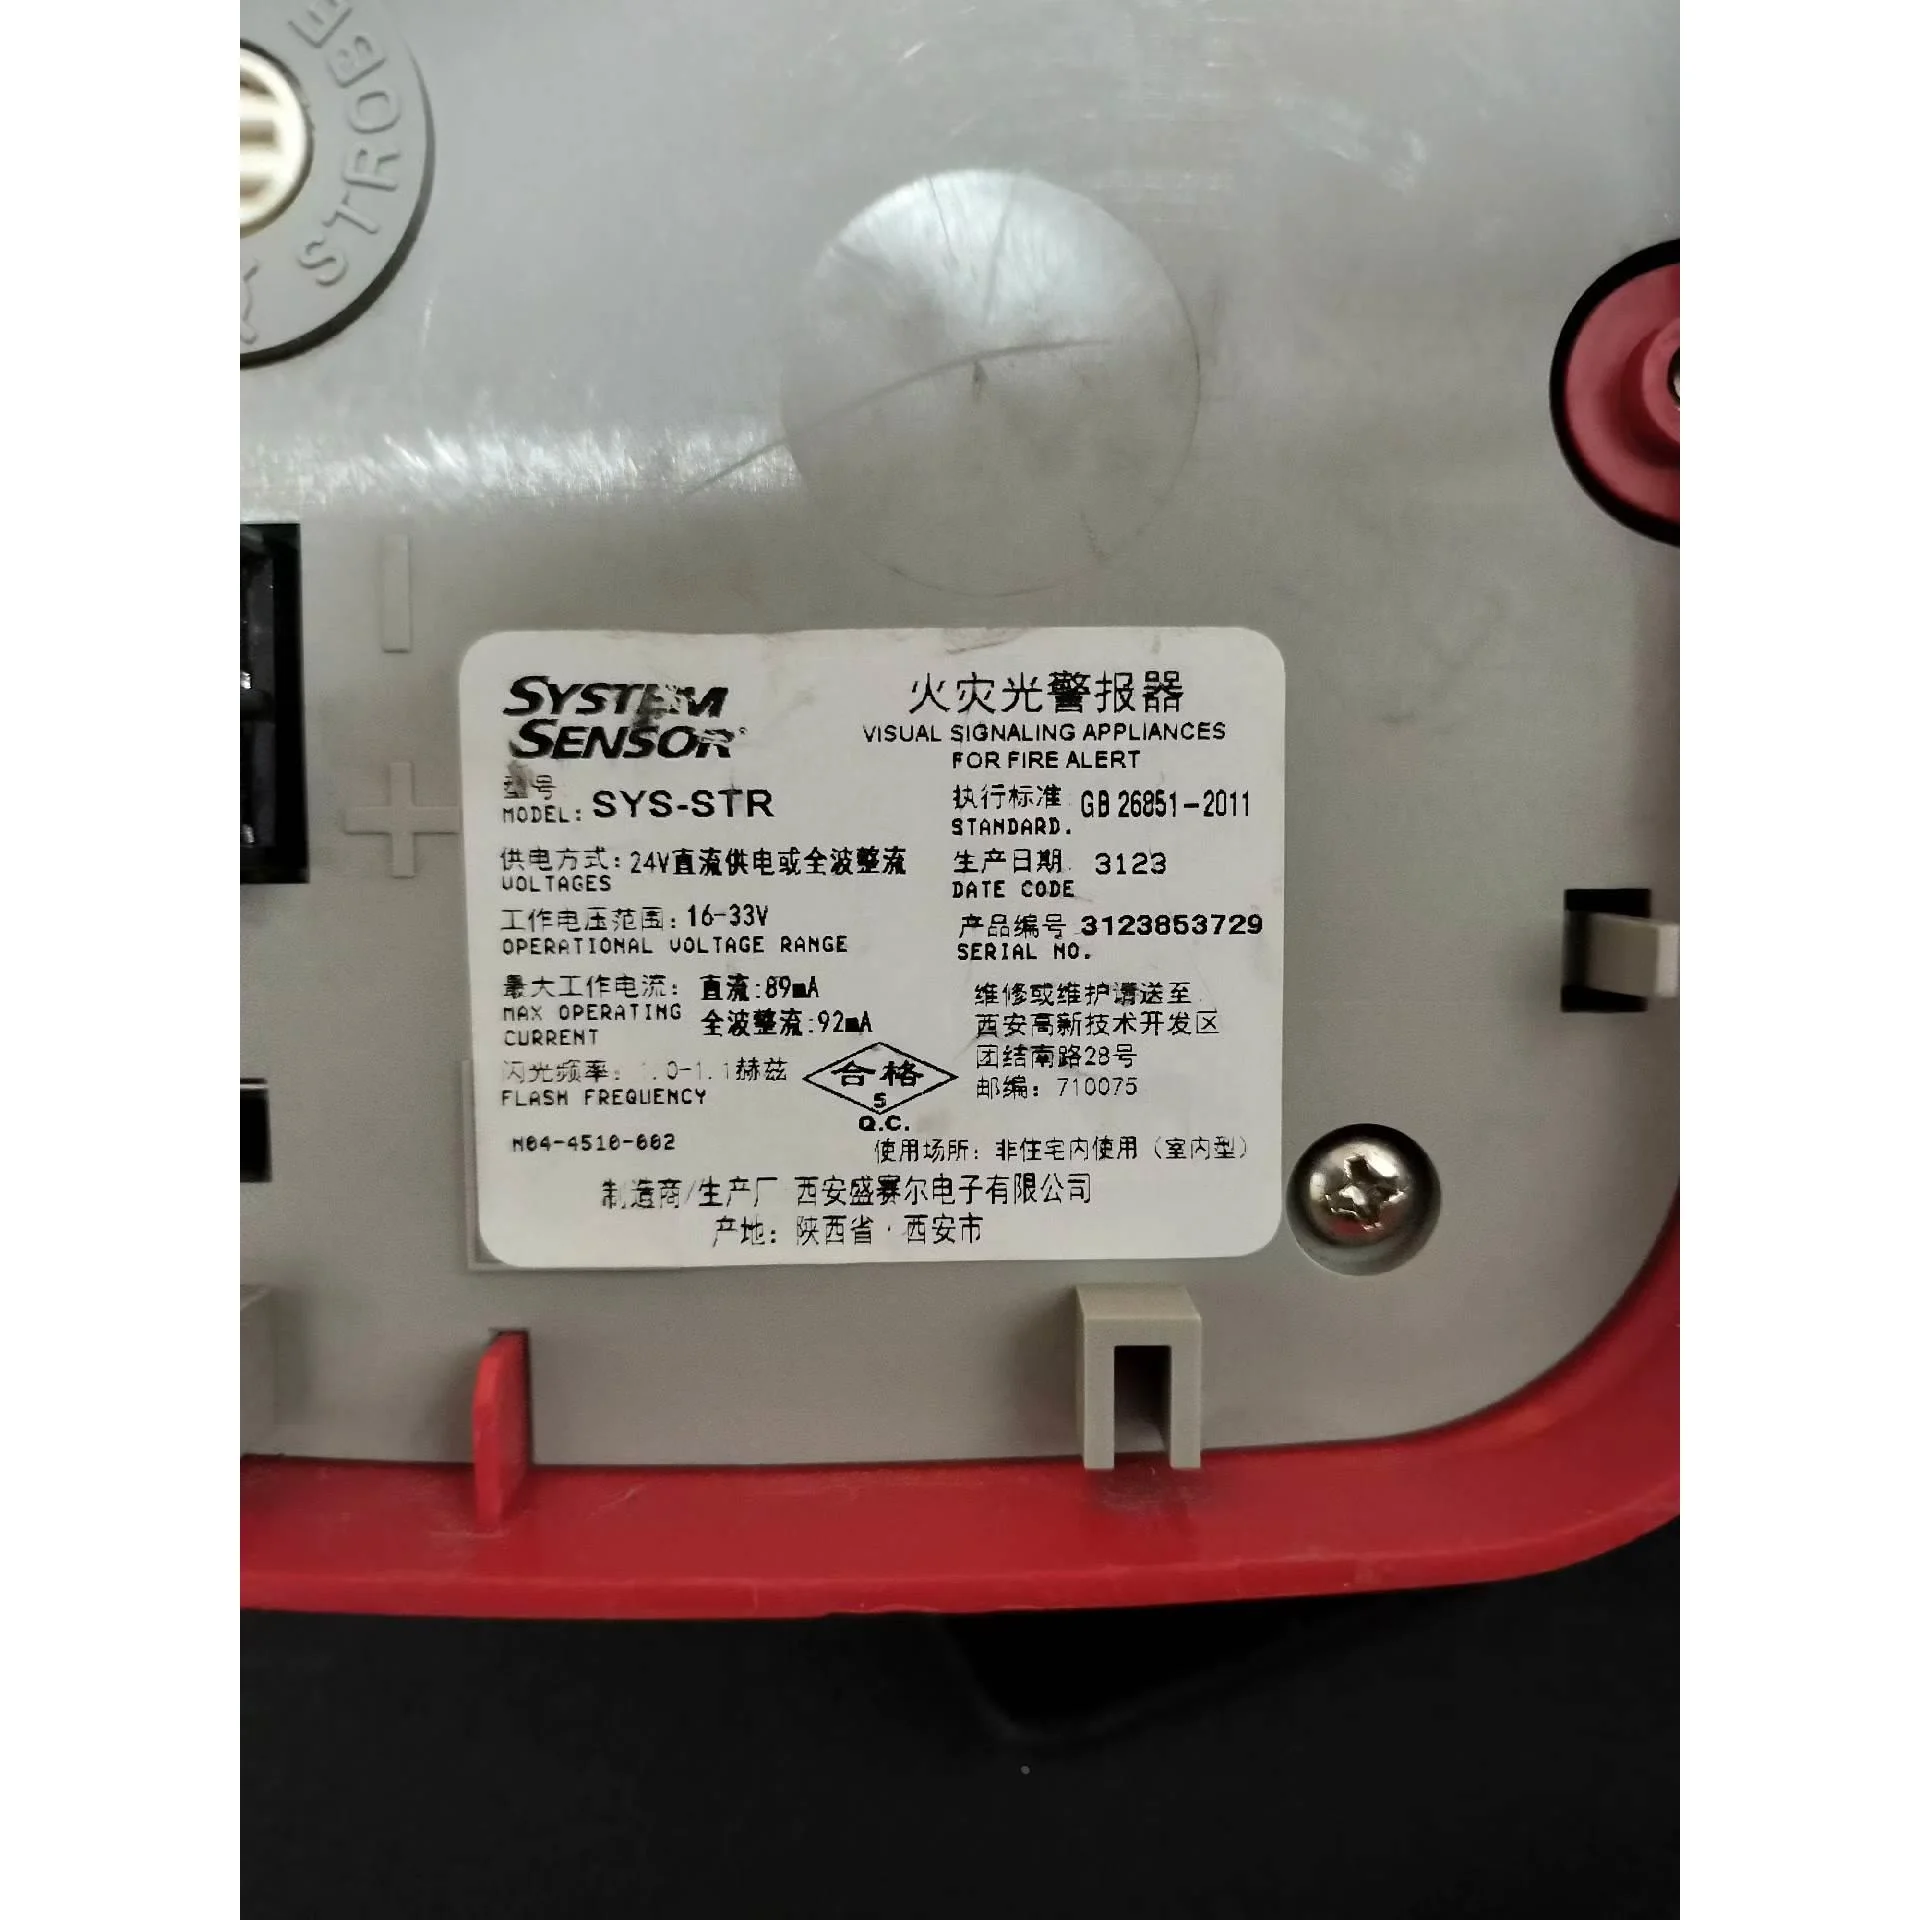 STROBE
SYSTEM
SENSOR
火灾光警报器
VISUAL SIGNALING APPLIANCES
FOR FIRE ALERT
型号
MODEL: SYS-STR
执行标准 GB 26851-2011
STANDARD.
供电方式: 24V直流供电或全波整流
VOLTAGES
生产日期 3123
DATE CODE
工作电压范围: 16-33V
OPERATIONAL VOLTAGE RANGE
产品编号 3123853729
SERIAL NO.
最大工作电流: 直流:89mA
MAX OPERATING 全波整流:92mA
CURRENT
维修或维护请送至
西安高新技术开发区
团结南路28号
邮编: 710075
闪光频率: 1.0-1.1赫兹
FLASH FREQUENCY
合格
5
Q.C.
N04-4510-002
使用场所: 非住宅内使用(室内型)
制造商/生产厂 西安盛赛尔电子有限公司
产地: 陕西省·西安市